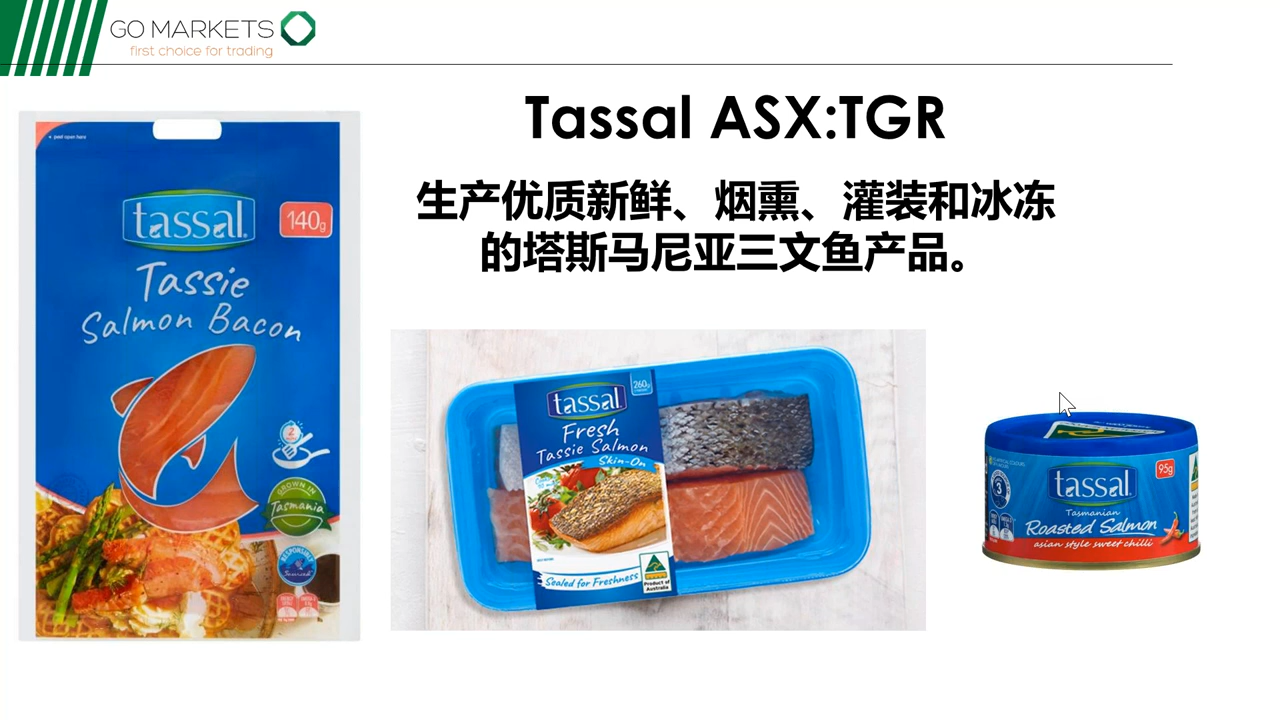 GO MARKETS
first choice for trading
Tassal ASX:TGR
生产优质新鲜、烟熏、灌装和冰冻
的塔斯马尼亚三文鱼产品。
peel open here
tassal
140g
Tassie
Salmon Bacon
GROWN IN
Tasmania
RESPONSIBLY
Sourced
tassal
260g
Fresh
Tassie Salmon
Skin-On
Sealed for Freshness
Product of
Australia
tassal
95g
Tasmanian
Roasted Salmon
asian style sweet chilli
3